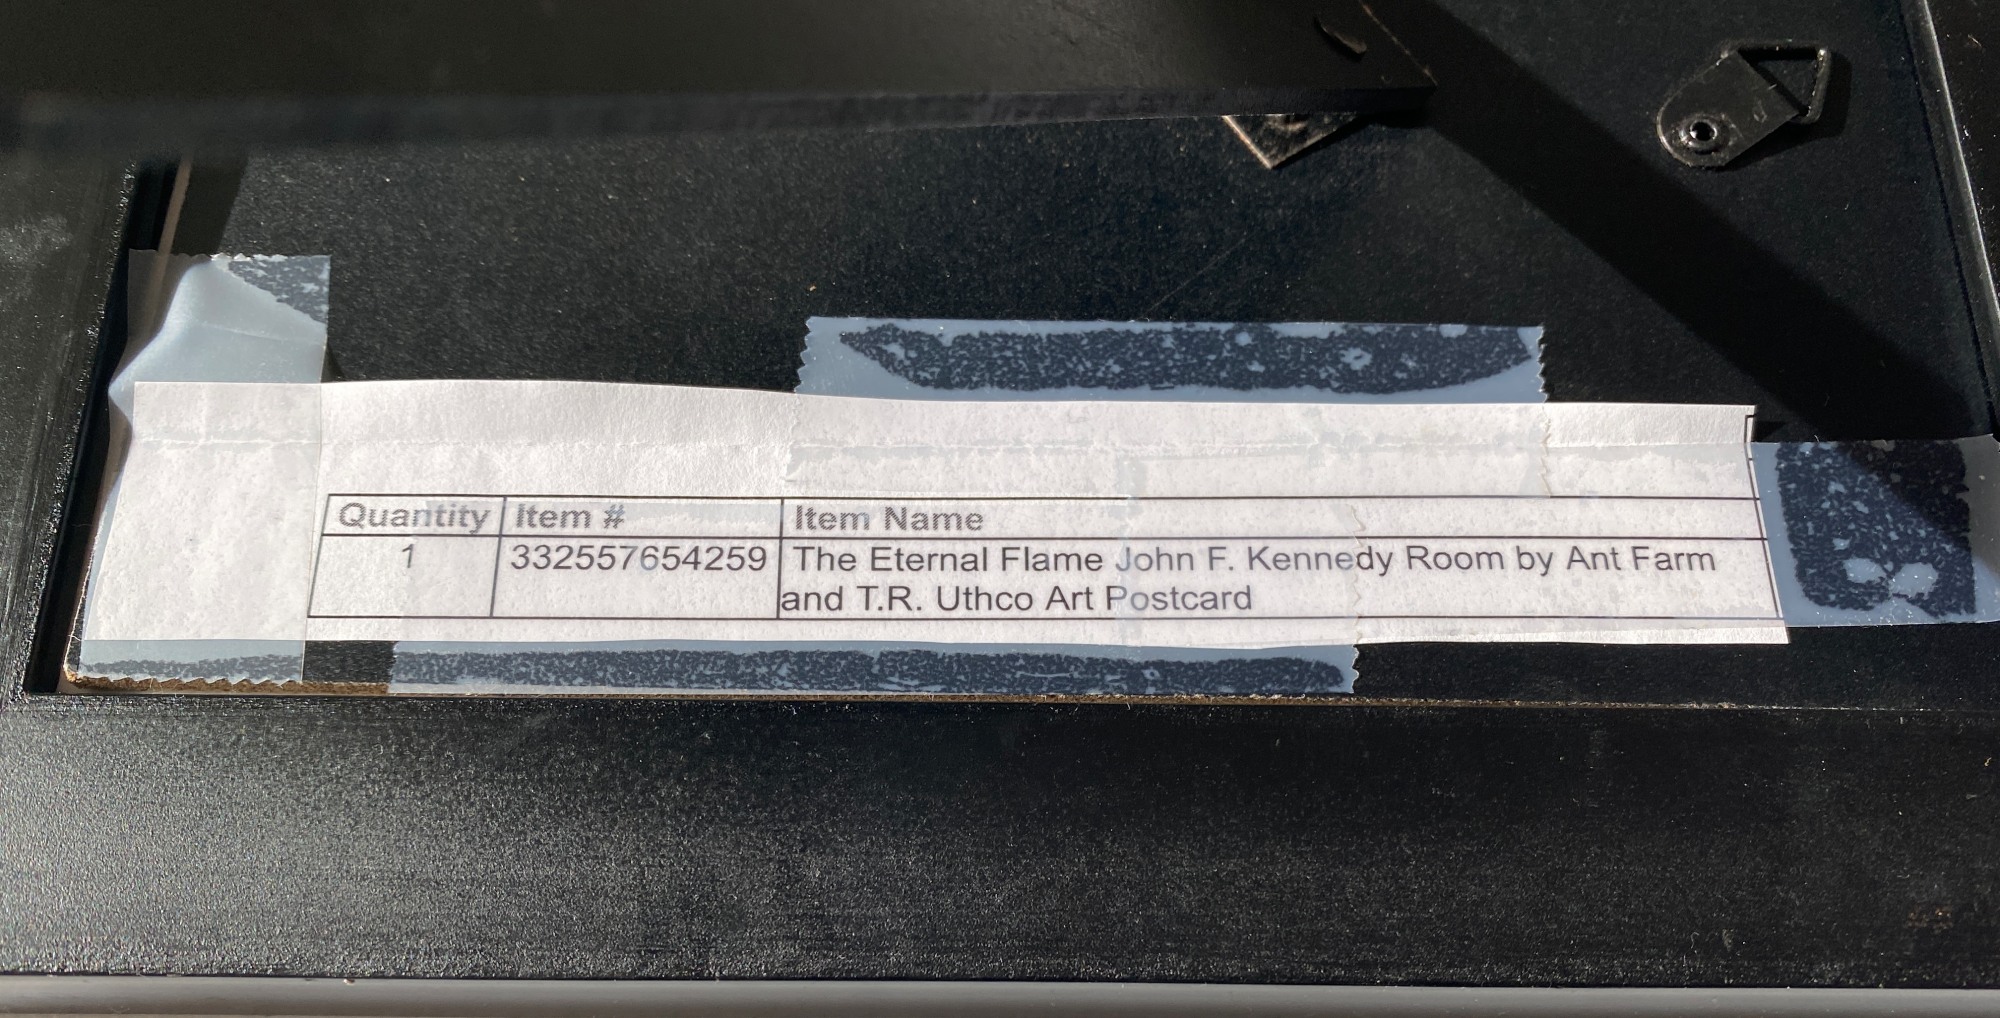 Quantity Item # Item Name
1 332557654259 The Eternal Flame John F. Kennedy Room by Ant Farm
and T.R. Uthco Art Postcard